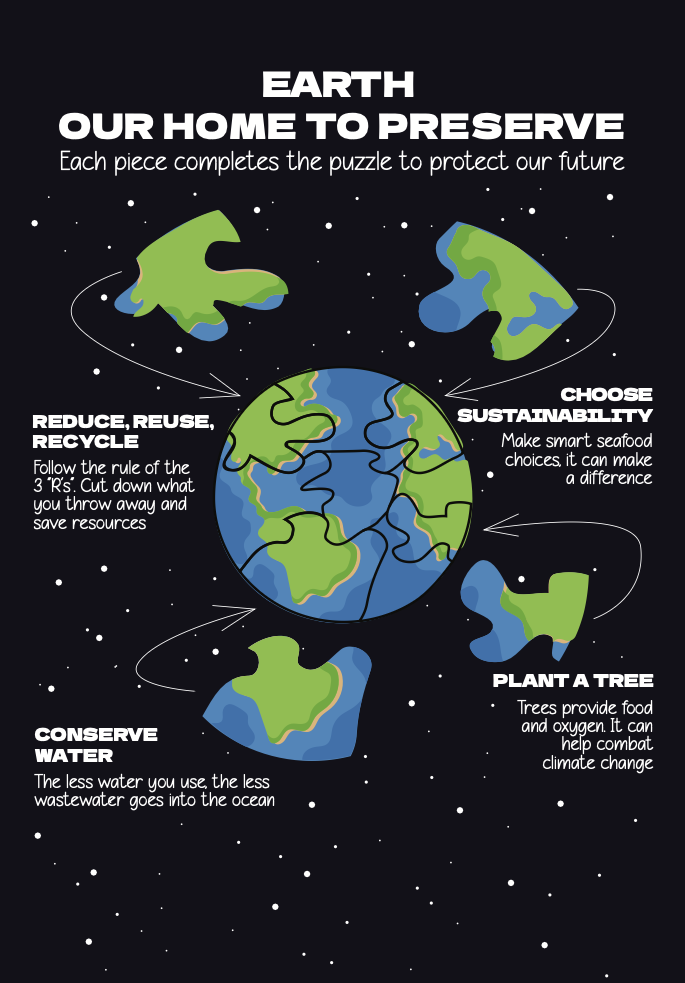 EARTH
OUR HOME TO PRESERVE
Each piece completes the puzzle to protect our future
REDUCE, REUSE,
RECYCLE
Follow the rule of the
3 "R's". Cut down what
you throw away and
save resources
CHOOSE
SUSTAINABILITY
Make smart seafood
choices, it can make
a difference
PLANT A TREE
Trees provide food
and oxygen. It can
help combat
climate change
CONSERVE
WATER
The less water you use, the less
wastewater goes into the ocean